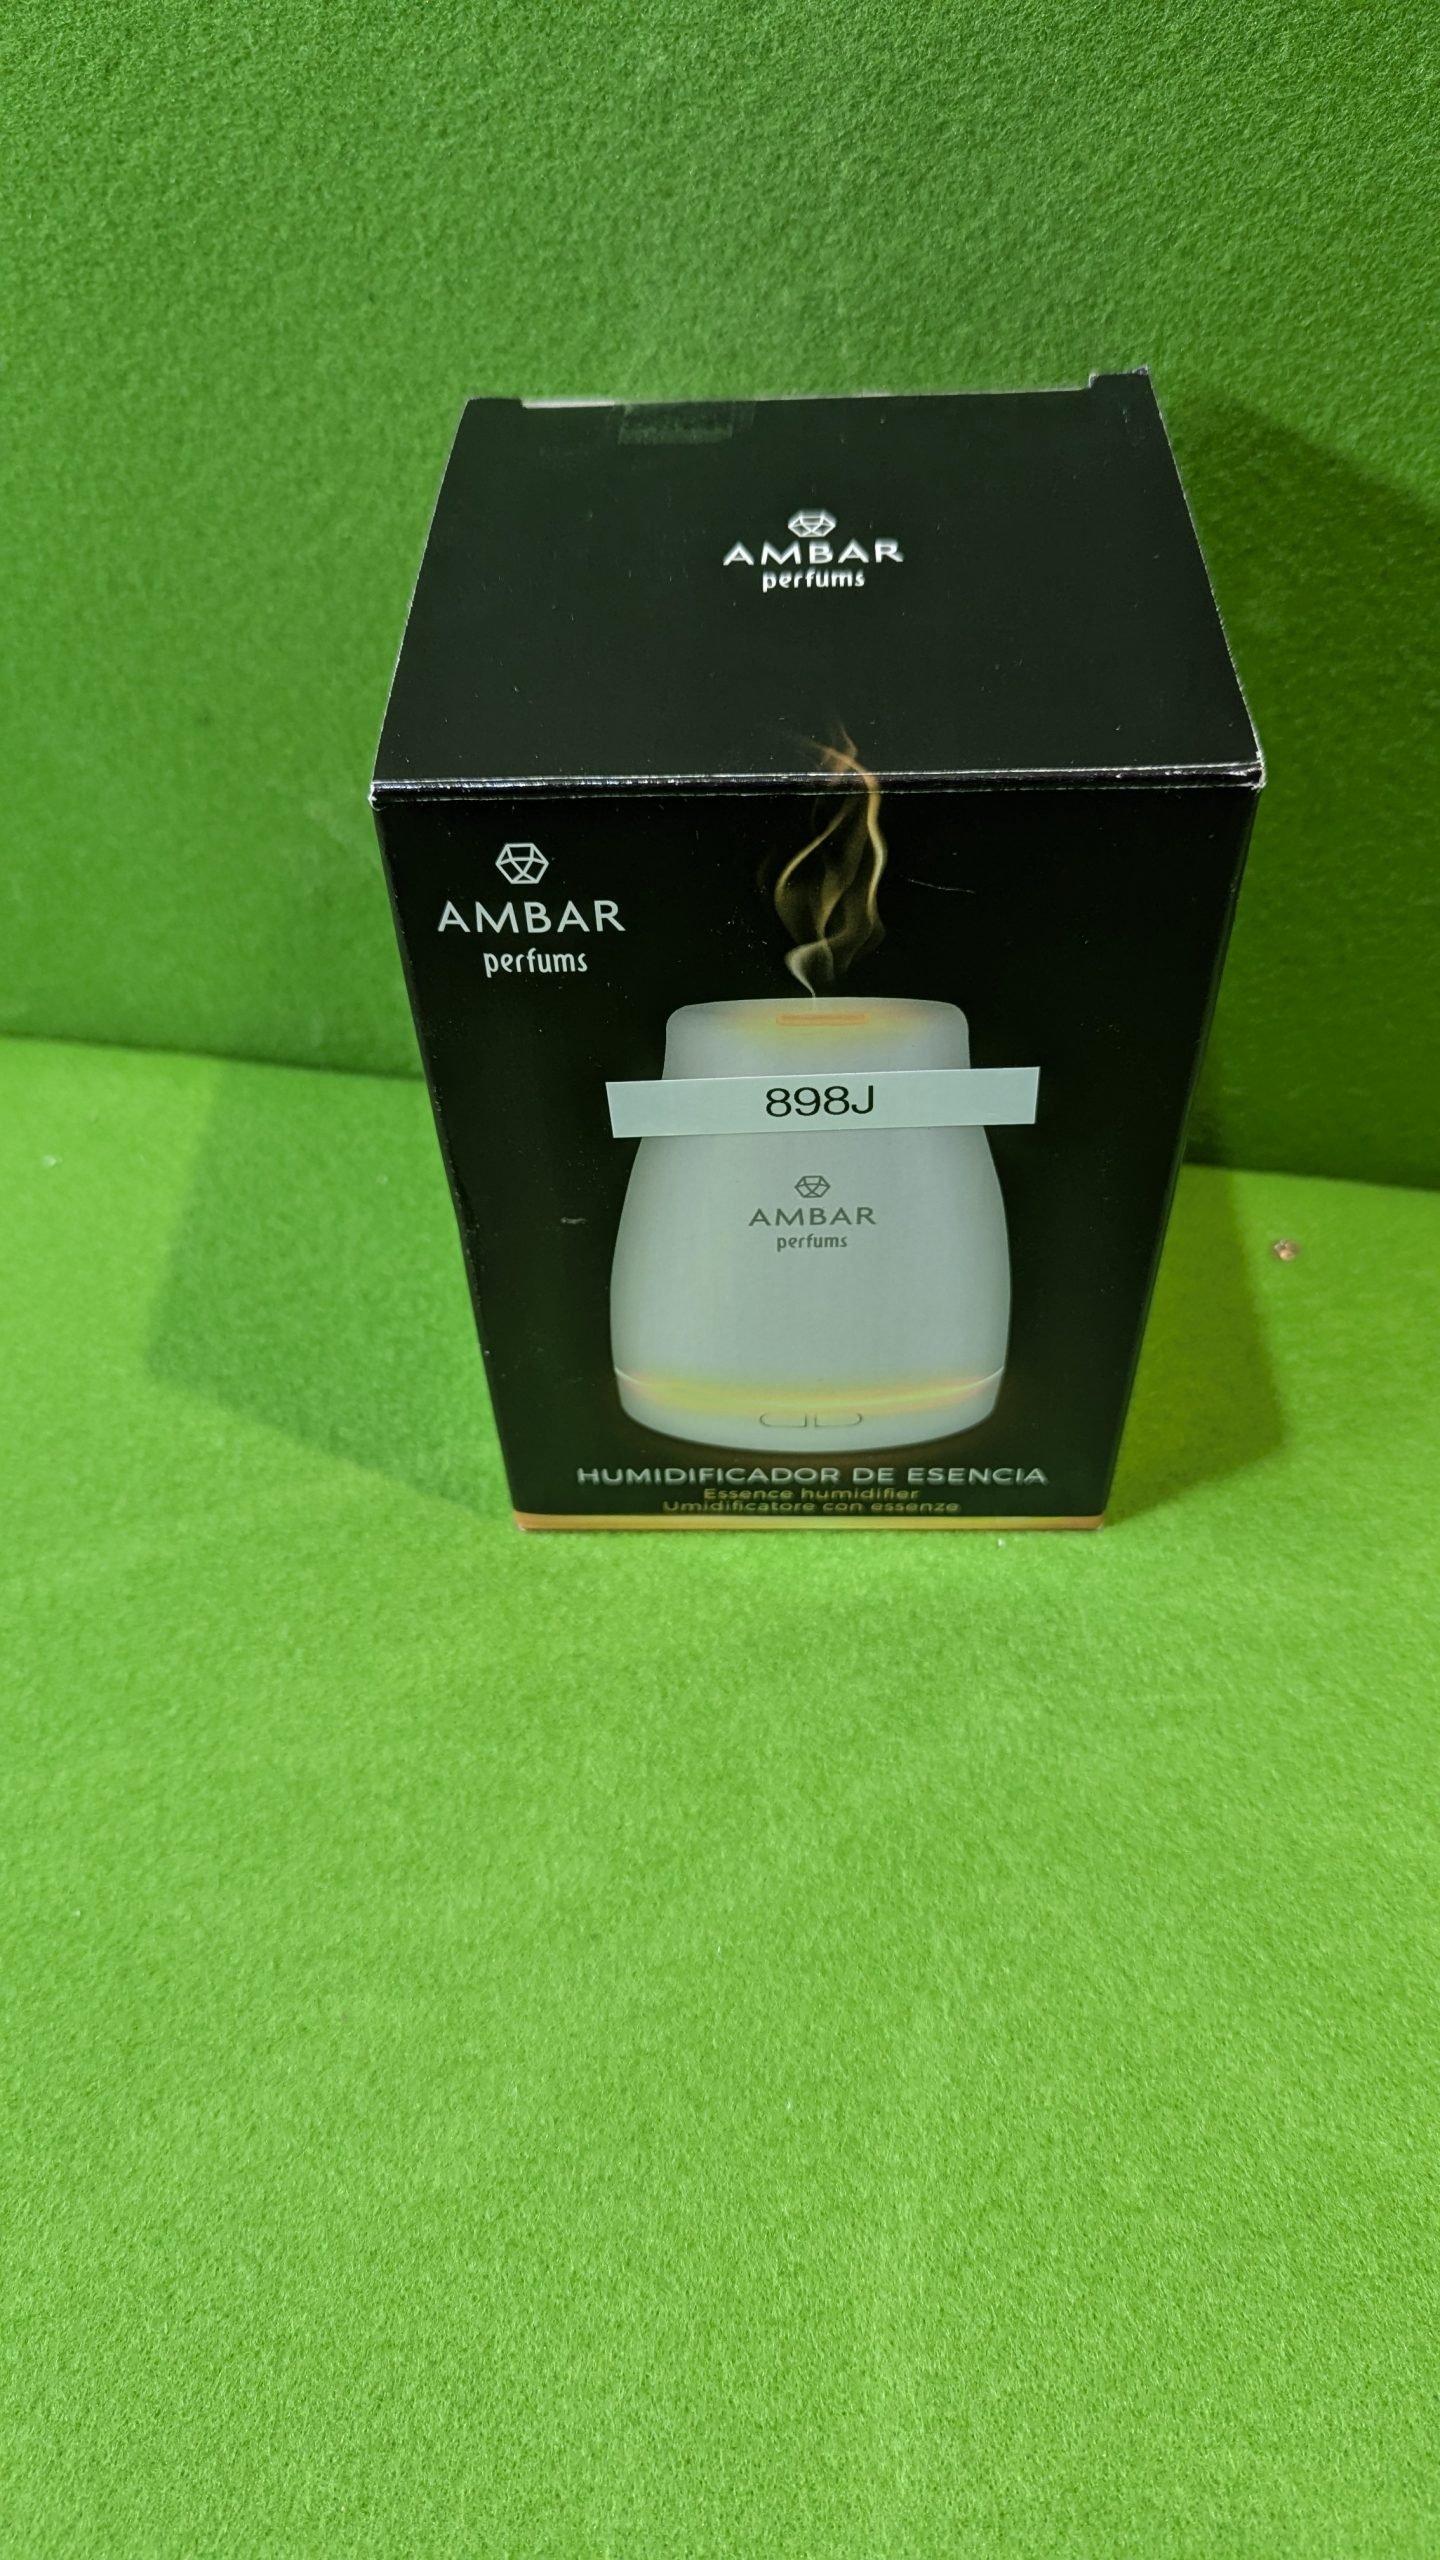 AMBAR
perfums
AMBAR
perfums
898J
AMBAR
perfums
HUMIDIFICADOR DE ESENCIA
Essence humidifier
Umidificatore con essenze